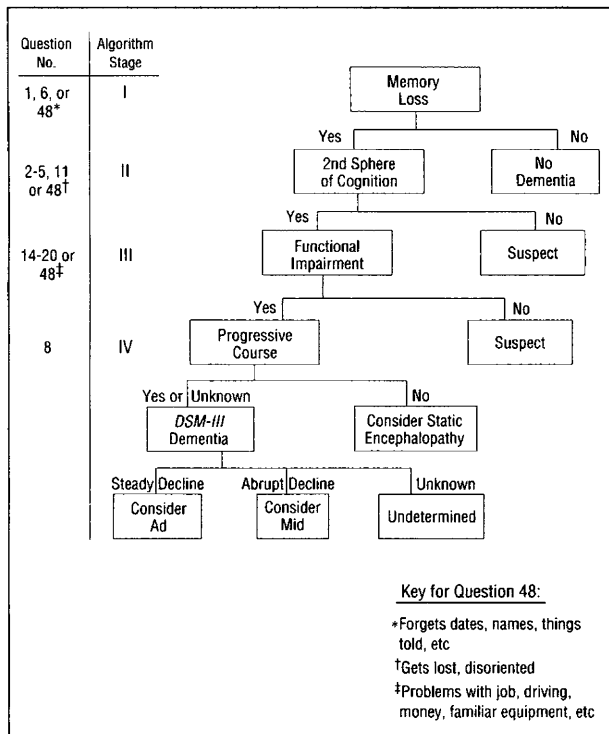 Question No.
Algorithm Stage
1, 6, or 48*
I
Memory Loss
Yes
No
2-5, 11 or 48†
II
2nd Sphere of Cognition
No Dementia
Yes
No
14-20 or 48‡
III
Functional Impairment
Suspect
Yes
No
8
IV
Progressive Course
Suspect
Yes or Unknown
No
DSM-III Dementia
Consider Static Encephalopathy
Steady Decline
Abrupt Decline
Unknown
Consider Ad
Consider Mid
Undetermined
Key for Question 48:
*Forgets dates, names, things
told, etc
†Gets lost, disoriented
‡Problems with job, driving,
money, familiar equipment, etc